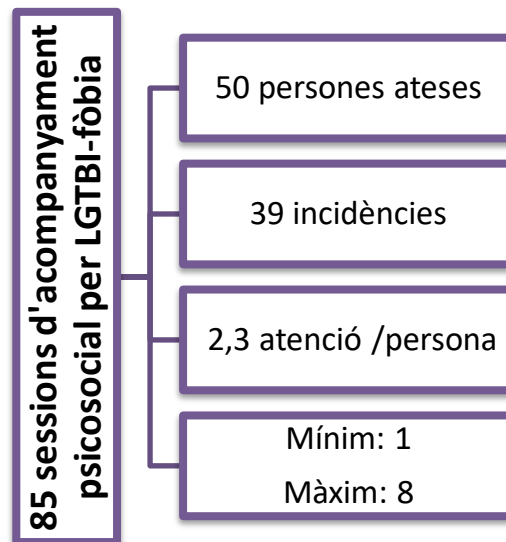 85 sessions d'acompanyament
psicosocial per LGTBI-fòbia
50 persones ateses
39 incidències
2,3 atenció /persona
Mínim: 1
Màxim: 8